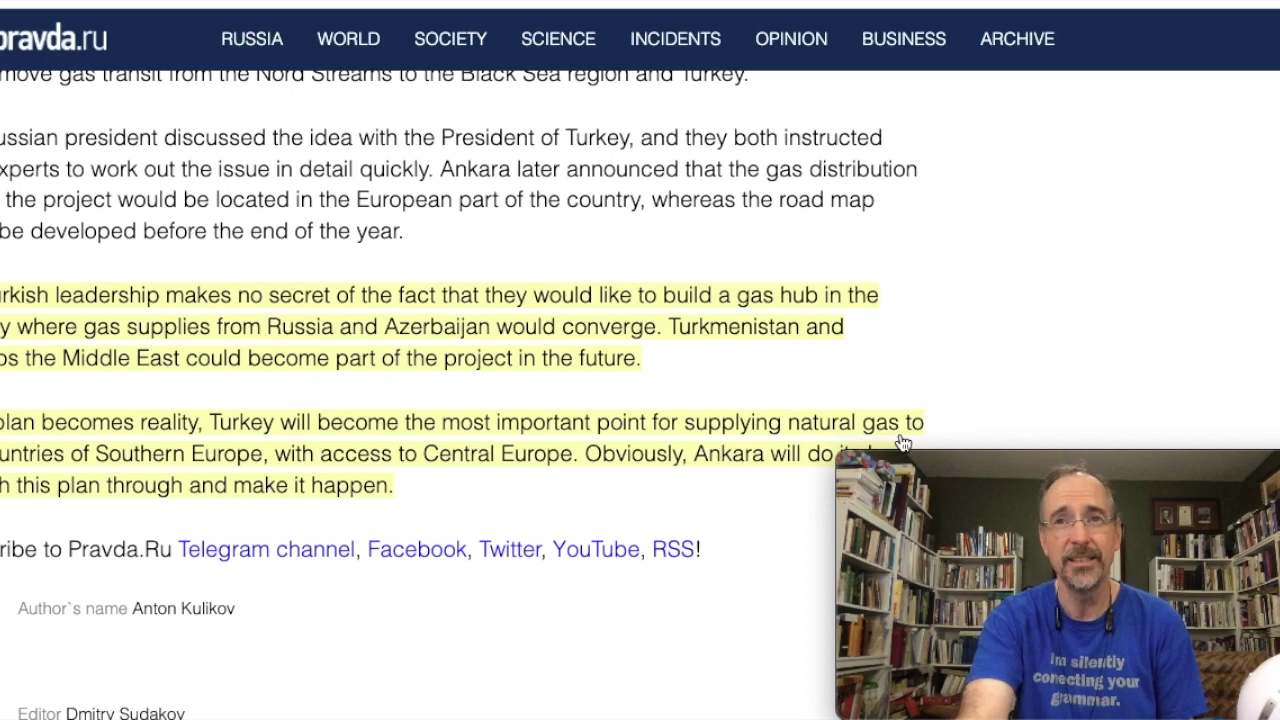 pravda.ru
RUSSIA WORLD SOCIETY SCIENCE INCIDENTS OPINION BUSINESS ARCHIVE
move gas transit from the Nord Streams to the Black Sea region and Turkey.
ussian president discussed the idea with the President of Turkey, and they both instructed
xperts to work out the issue in detail quickly. Ankara later announced that the gas distribution
the project would be located in the European part of the country, whereas the road map
be developed before the end of the year.
urkish leadership makes no secret of the fact that they would like to build a gas hub in the
y where gas supplies from Russia and Azerbaijan would converge. Turkmenistan and
ps the Middle East could become part of the project in the future.
plan becomes reality, Turkey will become the most important point for supplying natural gas to
untries of Southern Europe, with access to Central Europe. Obviously, Ankara will do
h this plan through and make it happen.
ribe to Pravda.Ru Telegram channel, Facebook, Twitter, YouTube, RSS!
Author`s name Anton Kulikov
Editor Dmitry Sudakov
I'm silently
correcting your
grammar.